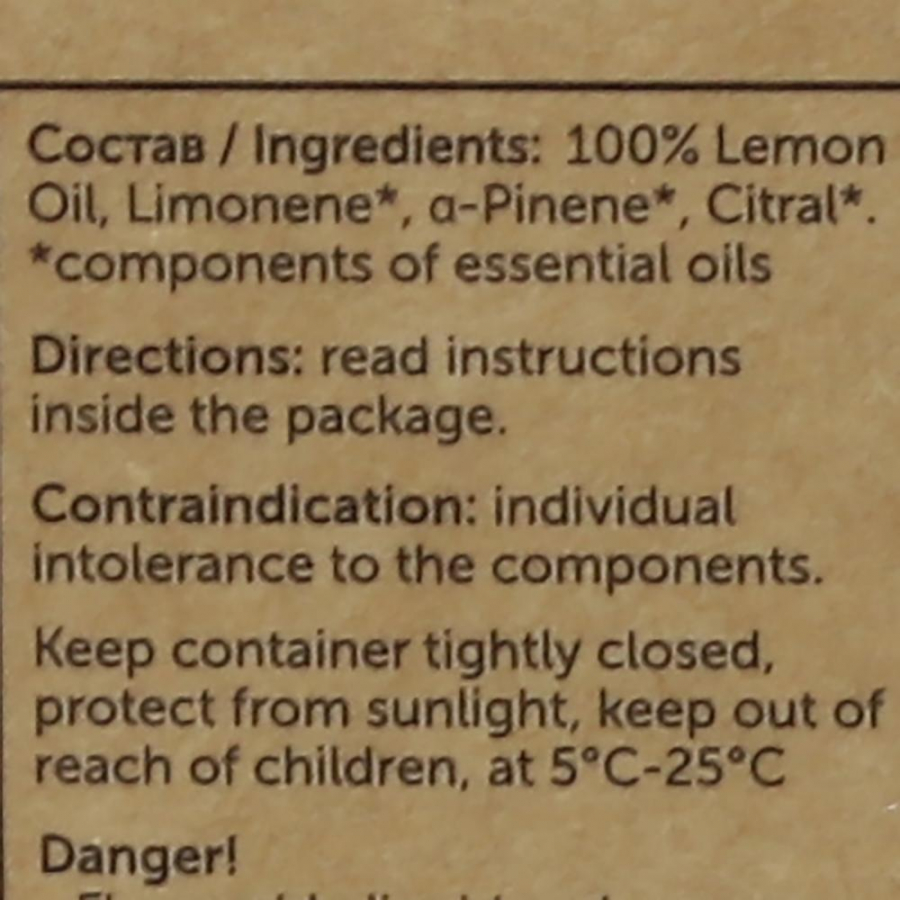 Состав / Ingredients: 100% Lemon
Oil, Limonene*, α-Pinene*, Citral*.
*components of essential oils
Directions: read instructions
inside the package.
Contraindication: individual
intolerance to the components.
Keep container tightly closed,
protect from sunlight, keep out of
reach of children, at 5°C-25°C
Danger!